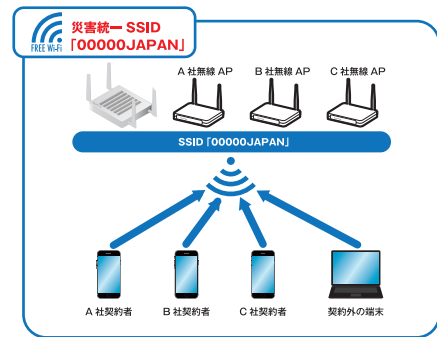 FREE Wi-Fi
災害統一 SSID
「00000JAPAN」
A 社無線 AP
B 社無線 AP
C 社無線 AP
SSID「00000JAPAN」
A 社契約者
B 社契約者
C 社契約者
契約外の端末